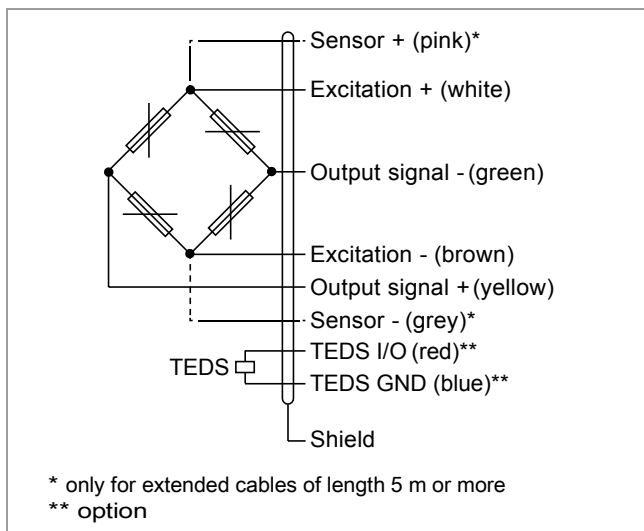 Sensor + (pink)*
Excitation + (white)
Output signal - (green)
Excitation - (brown)
Output signal + (yellow)
Sensor - (grey)*
TEDS I/O (red)**
TEDS
TEDS GND (blue)**
Shield
* only for extended cables of length 5 m or more
** option